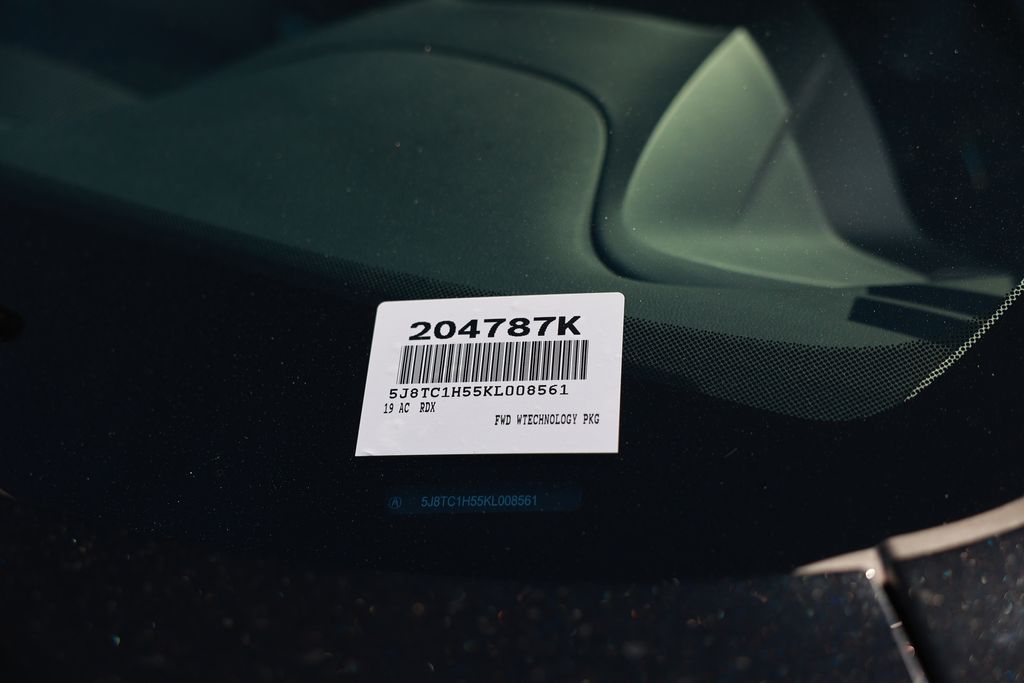 204787K
5J8TC1H55KL008561
19 AC RDX
FWD WTECHNOLOGY PKG
5J8TC1H55KL008561